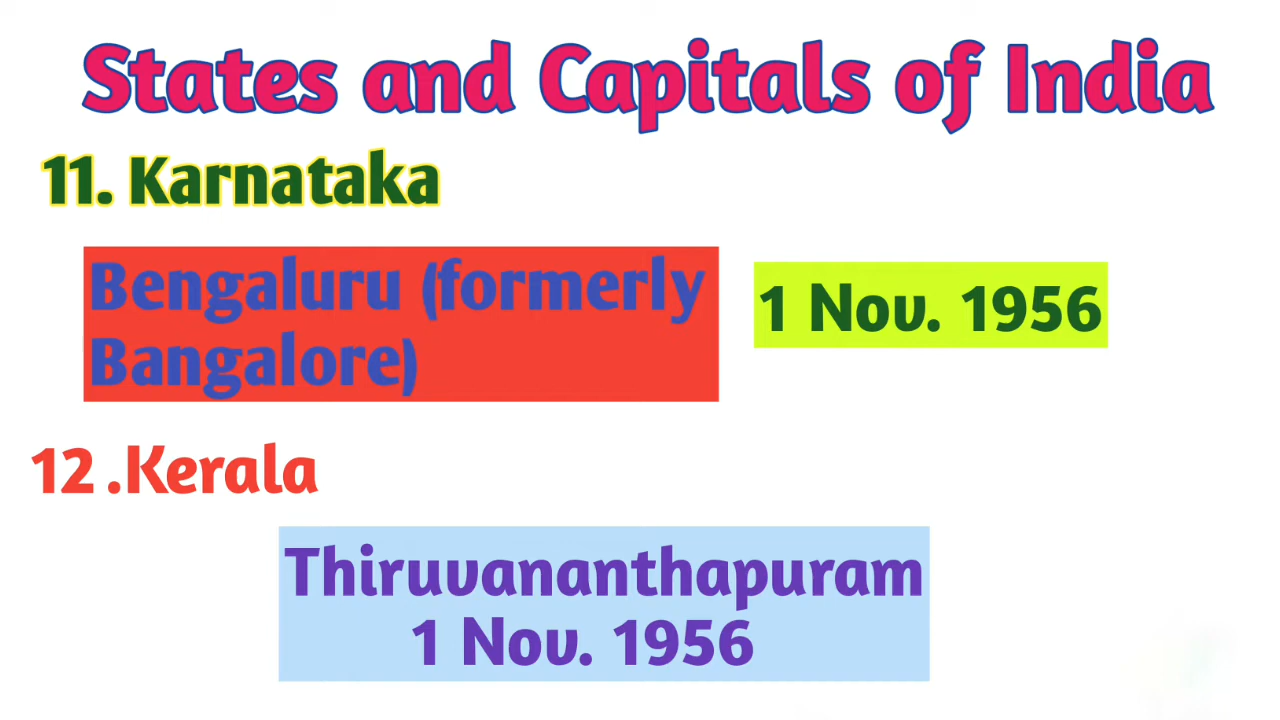 States and Capitals of India
11. Karnataka
Bengaluru (formerly
Bangalore)
1 Nov. 1956
12 .Kerala
Thiruvananthapuram
1 Nov. 1956